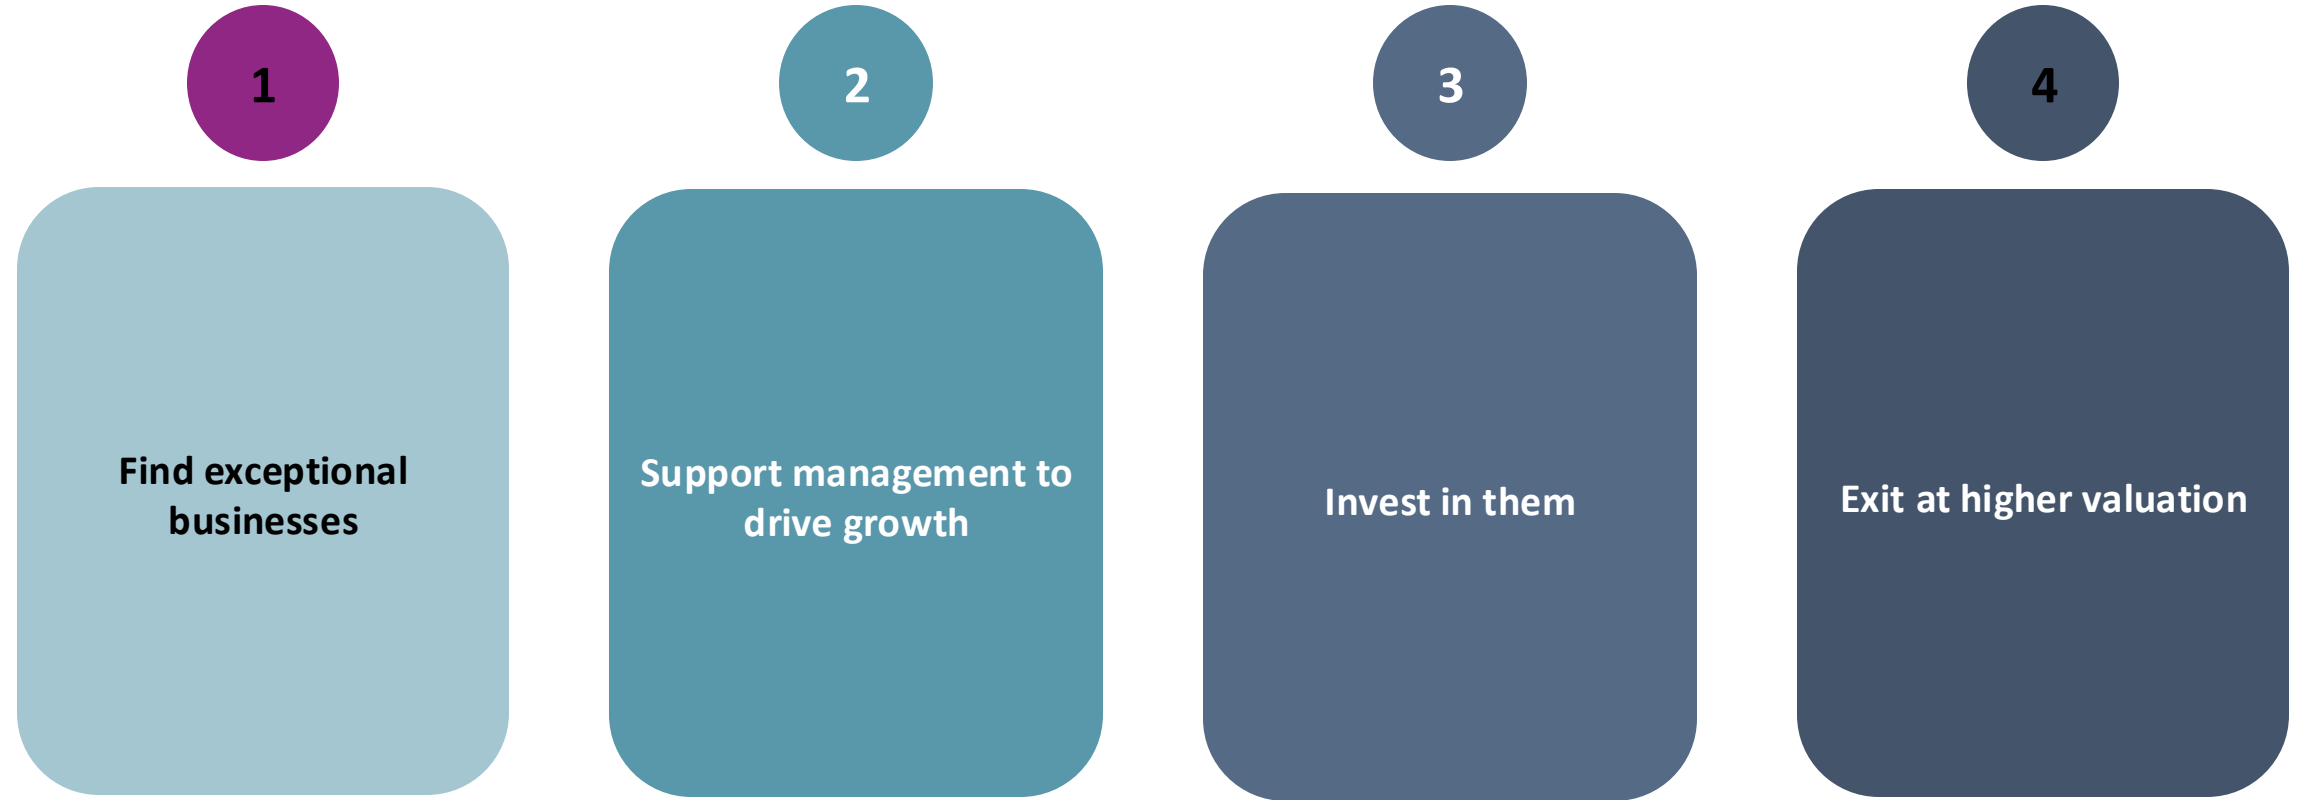 1
Find exceptional
businesses
2
Support management to
drive growth
3
Invest in them
4
Exit at higher valuation